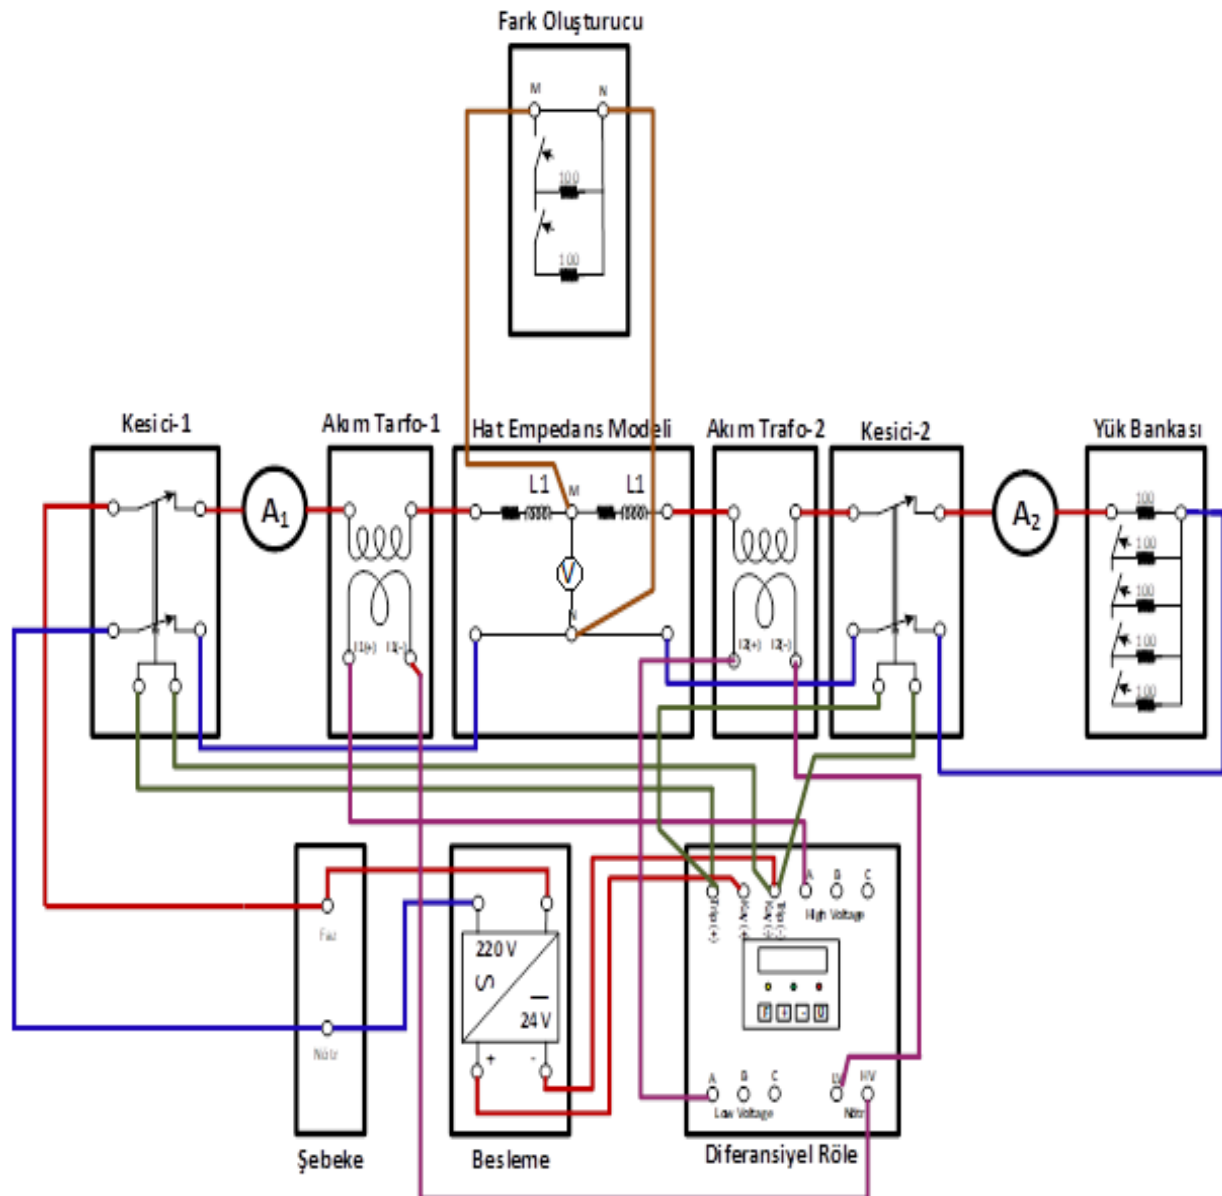 Fark Oluşturucu
M
N
100
100
Kesici-1
Akım Tarfo-1
Hat Empedans Modeli
Akım Trafo-2
Kesici-2
Yük Bankası
A1
L1
M
L1
A2
100
100
100
100
100
V
N
I1(+)
I1(-)
I2(+)
I2(-)
Faz
Nötr
220 V
24 V
+
-
Trip (+)
Trip (-)
A
B
C
High Voltage
+
-
A
B
C
Low Voltage
LV
HV
Nötr
Şebeke
Besleme
Diferansiyel Röle